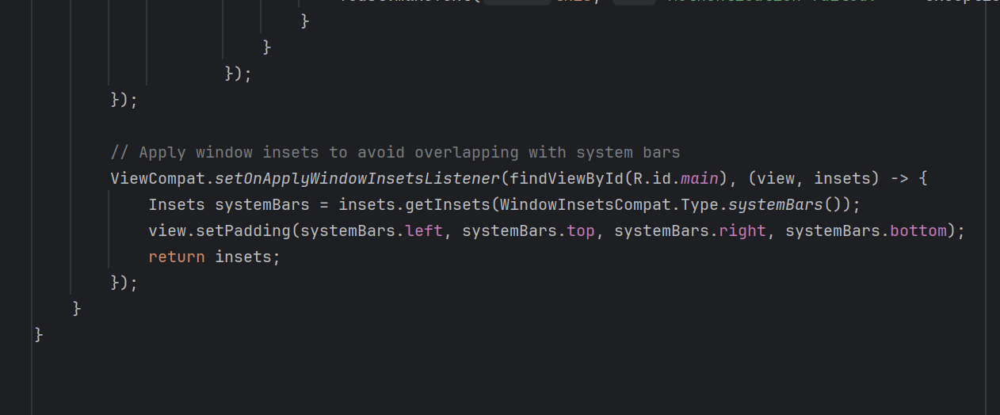 }
}
});
});
// Apply window insets to avoid overlapping with system bars
ViewCompat.setOnApplyWindowInsetsListener(findViewById(R.id.main), (view, insets) -> {
Insets systemBars = insets.getInsets(WindowInsetsCompat.Type.systemBars());
view.setPadding(systemBars.left, systemBars.top, systemBars.right, systemBars.bottom);
return insets;
});
}
}